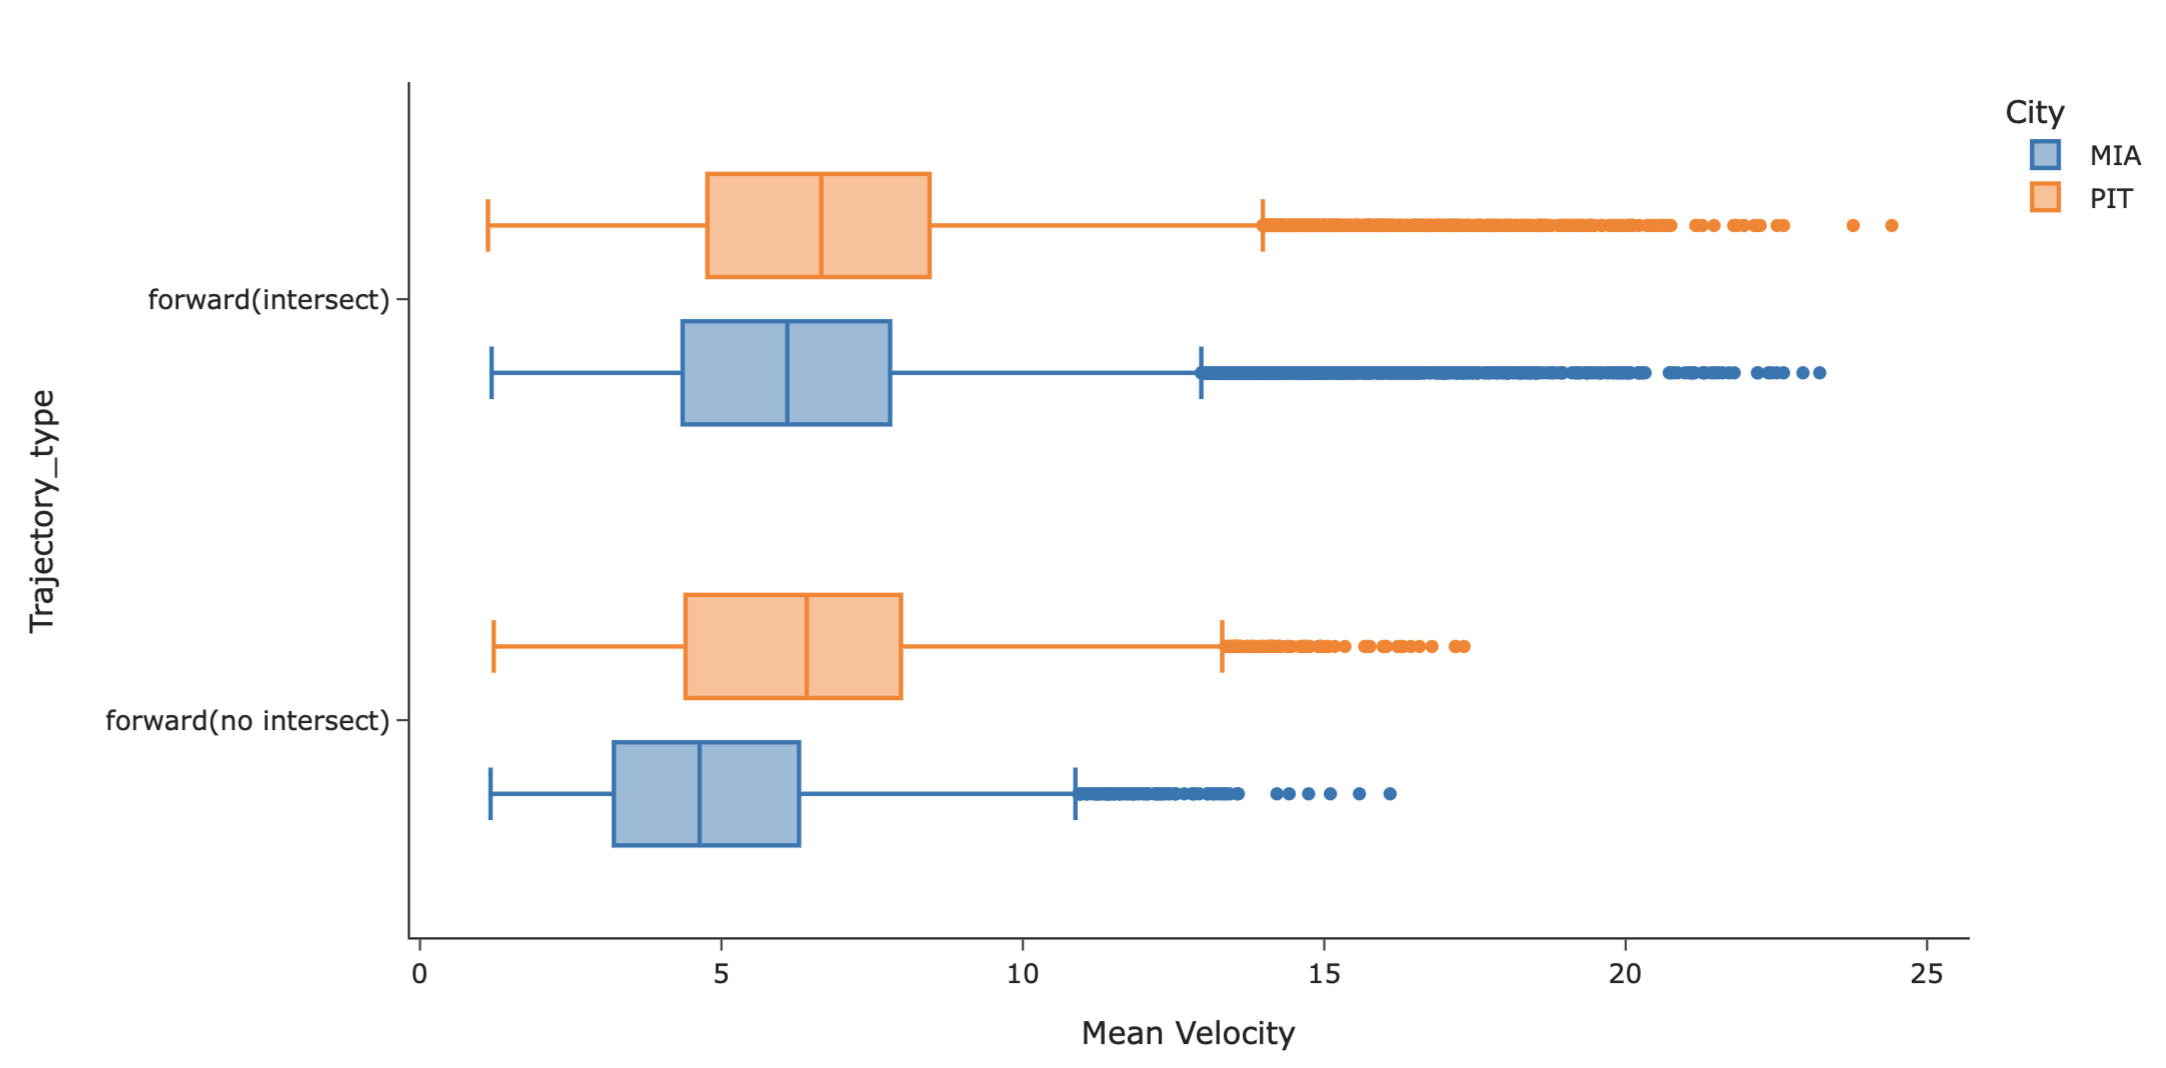 City
MIA
PIT
Trajectory_type
forward(intersect)
forward(no intersect)
0 5 10 15 20 25
Mean Velocity